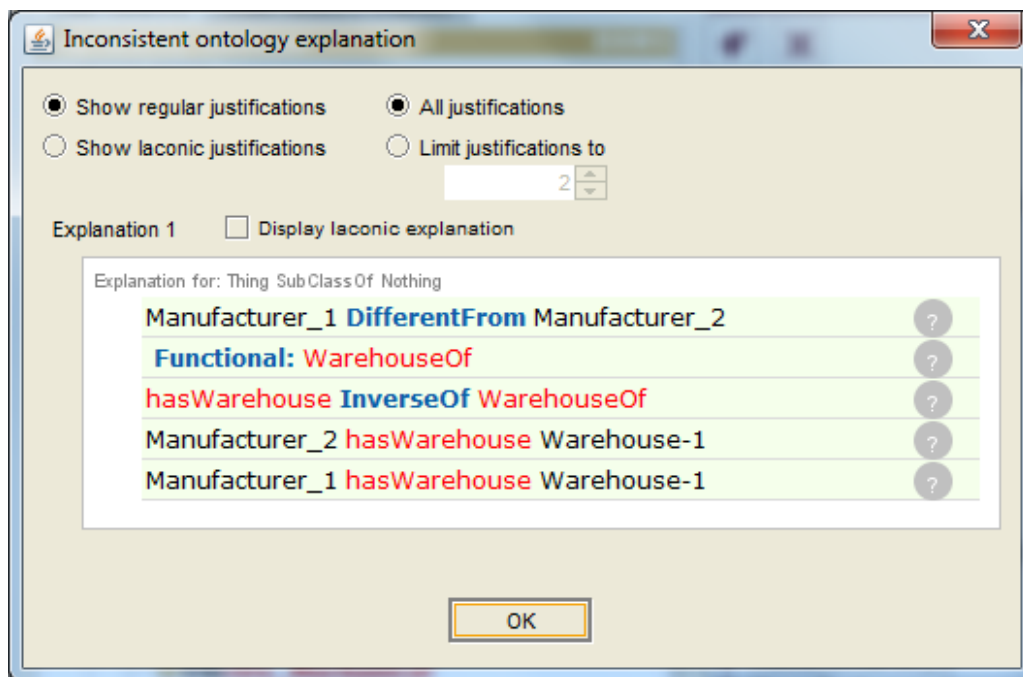 Inconsistent ontology explanation
Show regular justifications All justifications
Show laconic justifications Limit justifications to
2
Explanation 1 Display laconic explanation
Explanation for: Thing SubClassOf Nothing
Manufacturer_1 DifferentFrom Manufacturer_2 ?
Functional: WarehouseOf ?
hasWarehouse InverseOf WarehouseOf ?
Manufacturer_2 hasWarehouse Warehouse-1 ?
Manufacturer_1 hasWarehouse Warehouse-1 ?
OK